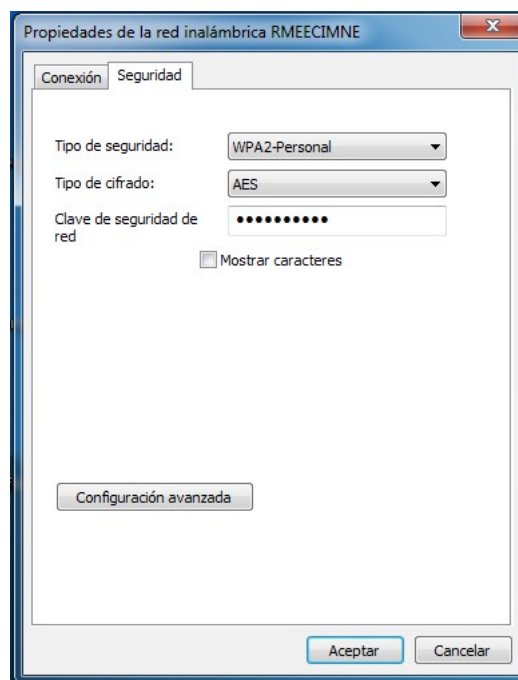 Propiedades de la red inalámbrica RMEECIMNE
Conexión Seguridad
Tipo de seguridad: WPA2-Personal
Tipo de cifrado: AES
Clave de seguridad de
red
●●●●●●●●●●
Mostrar caracteres
Configuración avanzada
Aceptar Cancelar